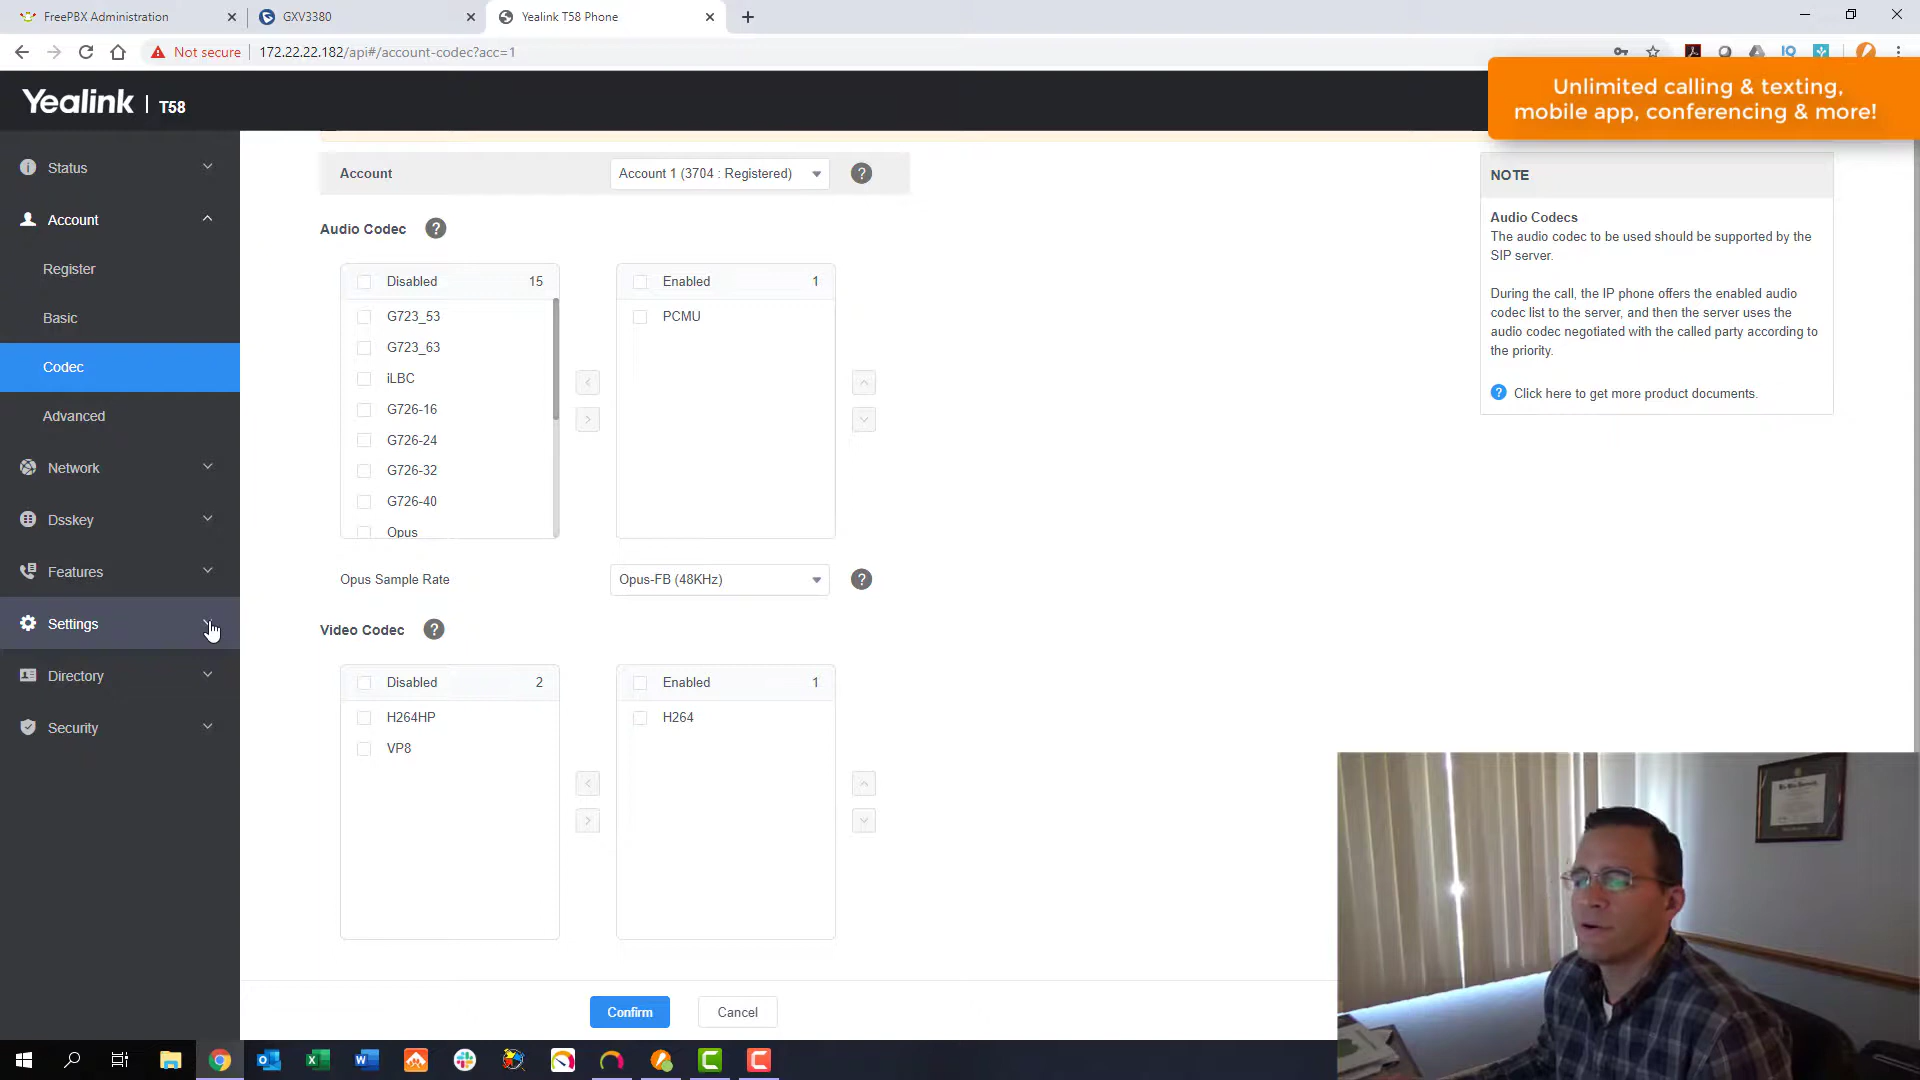 FreePBX Administration
GXV3380
Yealink T58 Phone
Not secure
172.22.22.182/api#/account-codec?acc=1
Unlimited calling & texting,
mobile app, conferencing & more!
Yealink | T58
Status
Account
Register
Basic
Codec
Advanced
Network
Dsskey
Features
Settings
Directory
Security
Account
Account 1 (3704 : Registered)
Audio Codec
Disabled 15
G723_53
G723_63
iLBC
G726-16
G726-24
G726-32
G726-40
Opus
Enabled 1
PCMU
Opus Sample Rate
Opus-FB (48KHz)
Video Codec
Disabled 2
H264HP
VP8
Enabled 1
H264
Confirm
Cancel
NOTE
Audio Codecs
The audio codec to be used should be supported by the
SIP server.
During the call, the IP phone offers the enabled audio
codec list to the server, and then the server uses the
audio codec negotiated with the called party according to
the priority.
Click here to get more product documents.